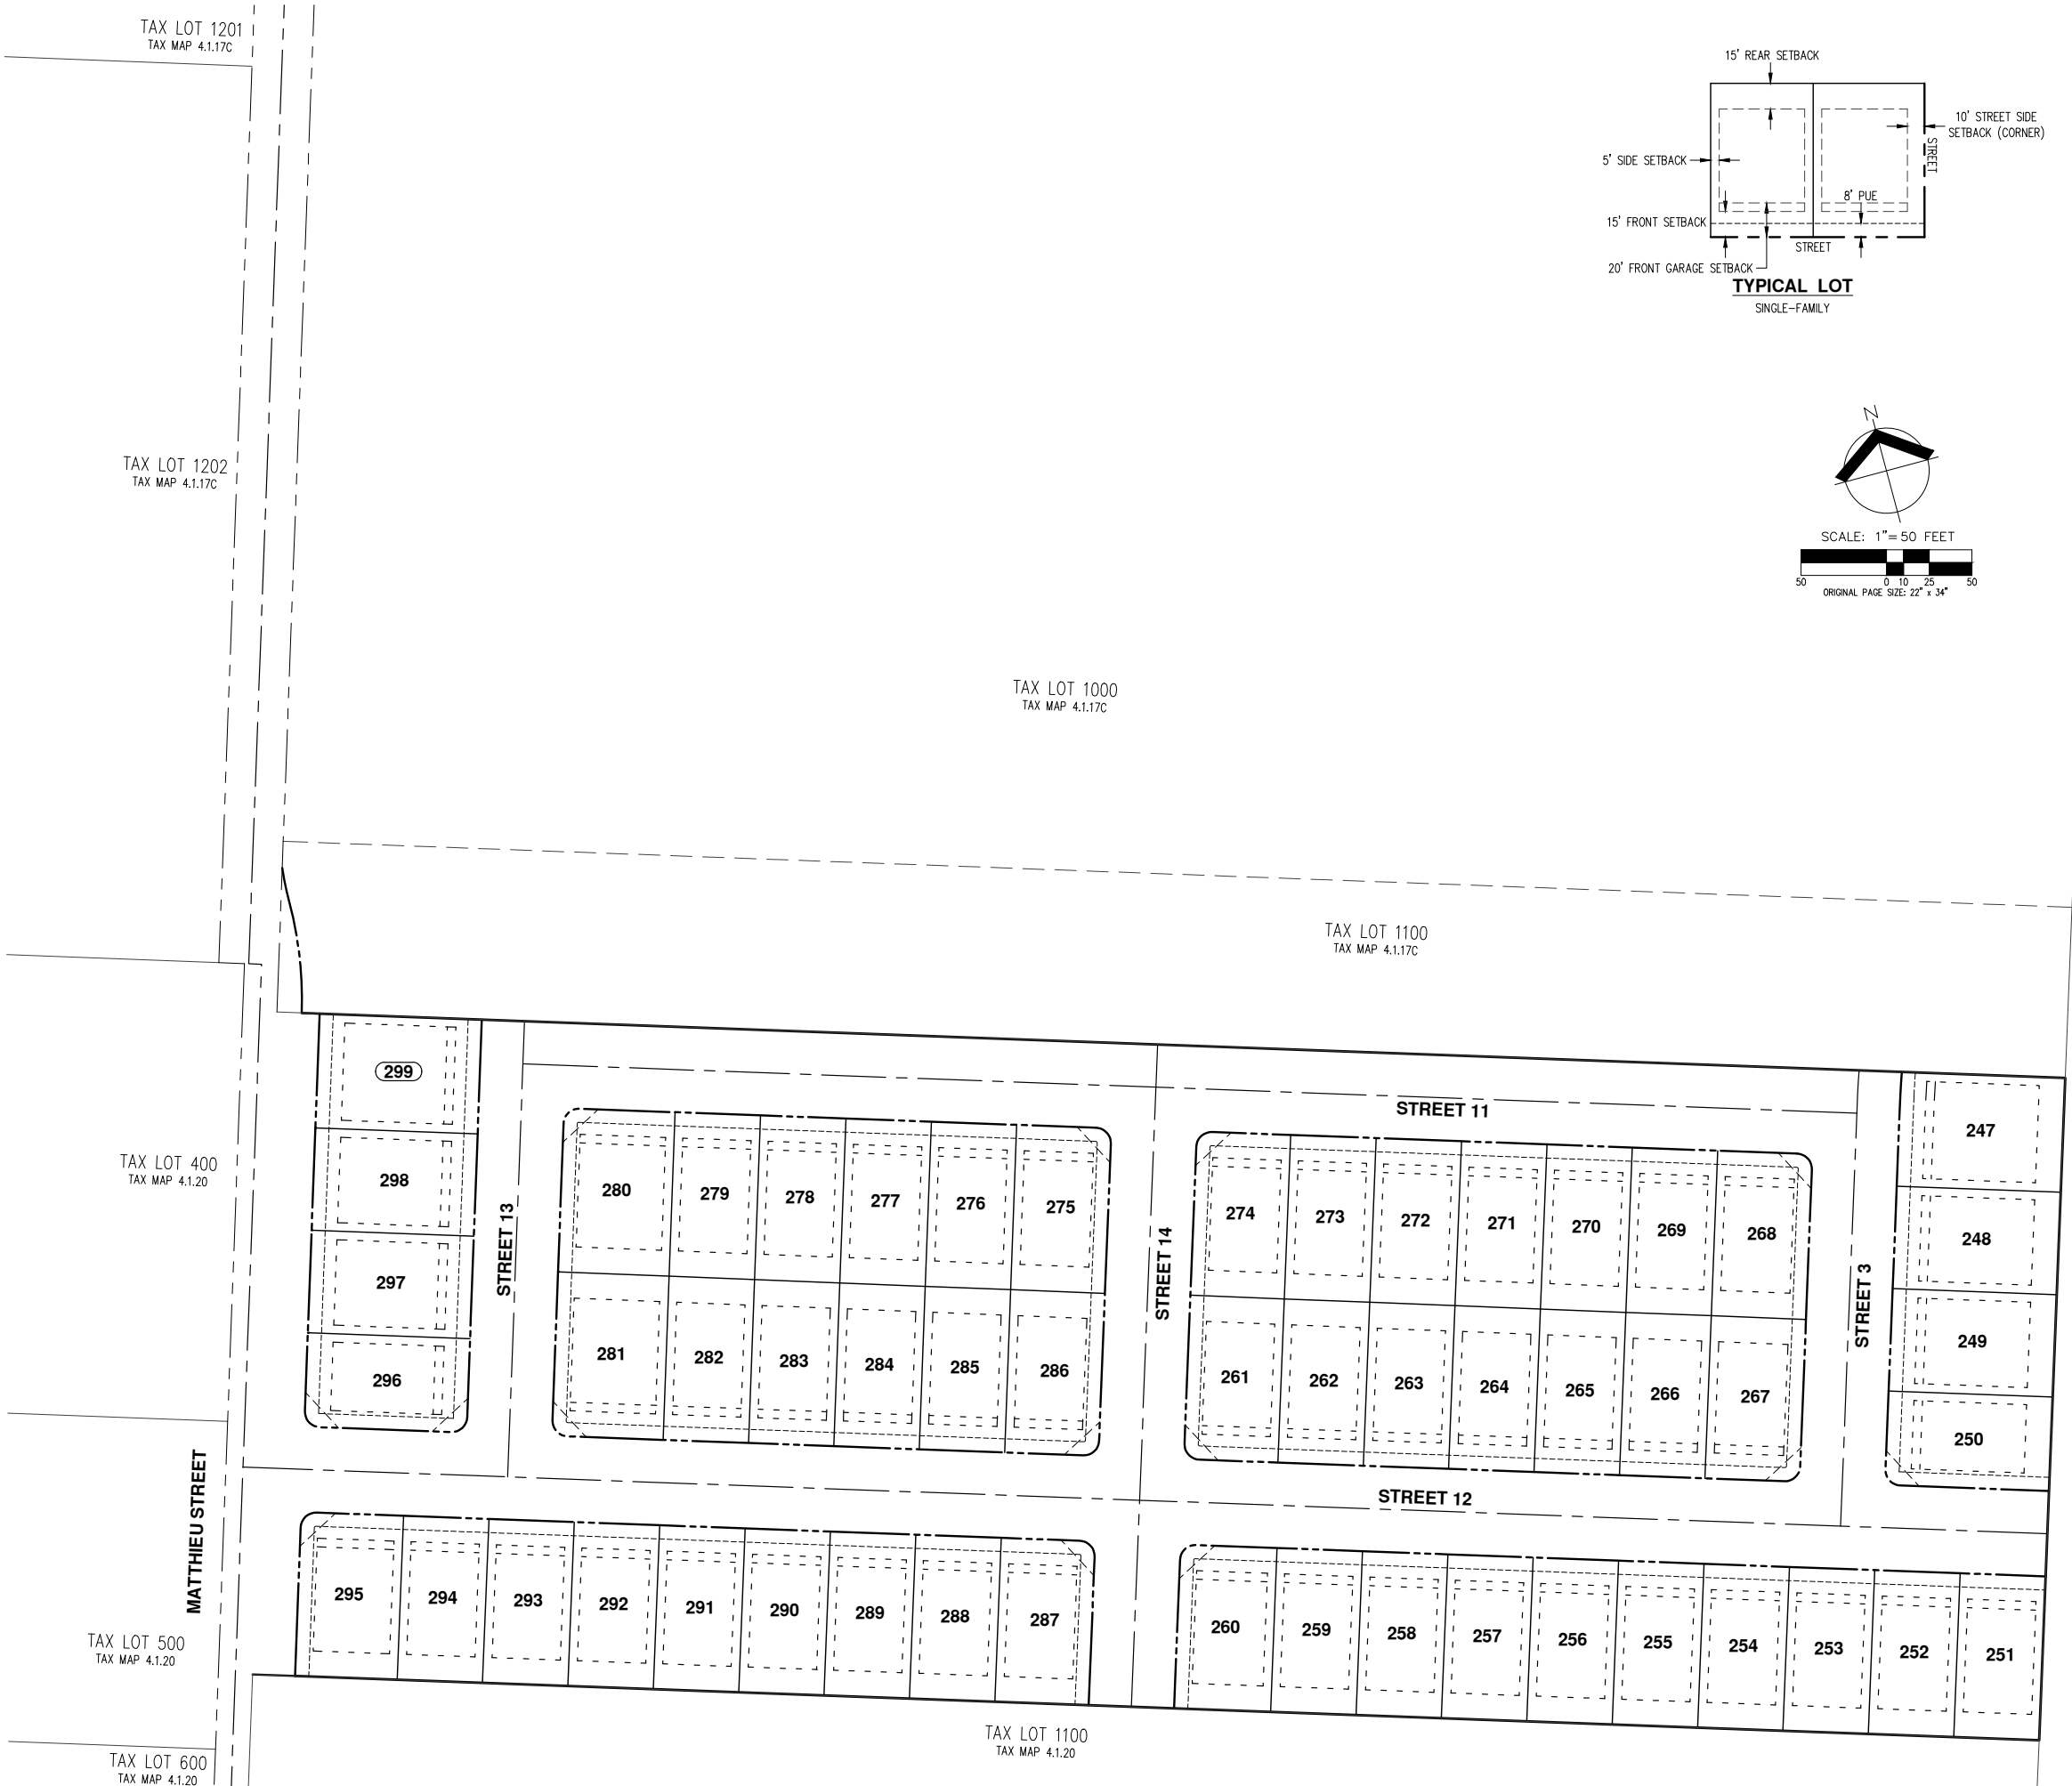 TAX LOT 1201
TAX MAP 4.1.17C
15' REAR SETBACK
10' STREET SIDE
SETBACK (CORNER)
STREET
5' SIDE SETBACK
8' PUE
15' FRONT SETBACK
STREET
20' FRONT GARAGE SETBACK
TYPICAL LOT
SINGLE-FAMILY
TAX LOT 1202
TAX MAP 4.1.17C
N
SCALE: 1"=50 FEET
50 0 10 25 50
ORIGINAL PAGE SIZE: 22" x 34"
TAX LOT 1000
TAX MAP 4.1.17C
TAX LOT 1100
TAX MAP 4.1.17C
299
298
297
296
STREET 13
STREET 11
247
248
249
250
TAX LOT 400
TAX MAP 4.1.20
280 279 278 277 276 275
281 282 283 284 285 286
STREET 14
274 273 272 271 270 269 268
261 262 263 264 265 266 267
STREET 3
STREET 12
MATTHIEU STREET
295 294 293 292 291 290 289 288 287
260 259 258 257 256 255 254 253 252 251
TAX LOT 500
TAX MAP 4.1.20
TAX LOT 1100
TAX MAP 4.1.20
TAX LOT 600
TAX MAP 4.1.20